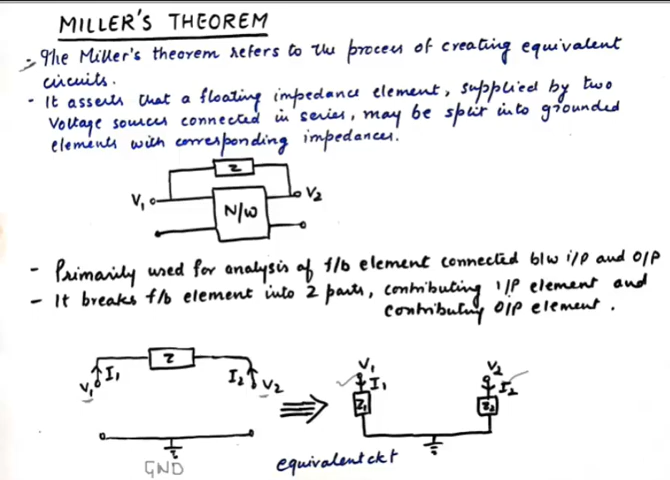 MILLER'S THEOREM
- The Miller's theorem refers to the process of creating equivalent
circuits.
- It asserts that a floating impedance element, supplied by two
Voltage sources connected in series, may be split into grounded
elements with corresponding impedances.
Z
V1
V2
N/W
- Primarily used for analysis of f/b element connected b/w i/P and O/P
- It breaks f/b element into 2 parts, contributing I/P element and
contributing O/P element.
Z
I1
I2
V1
V2
GND
V1
V2
I1
I2
Z1
Z2
equivalent ckt